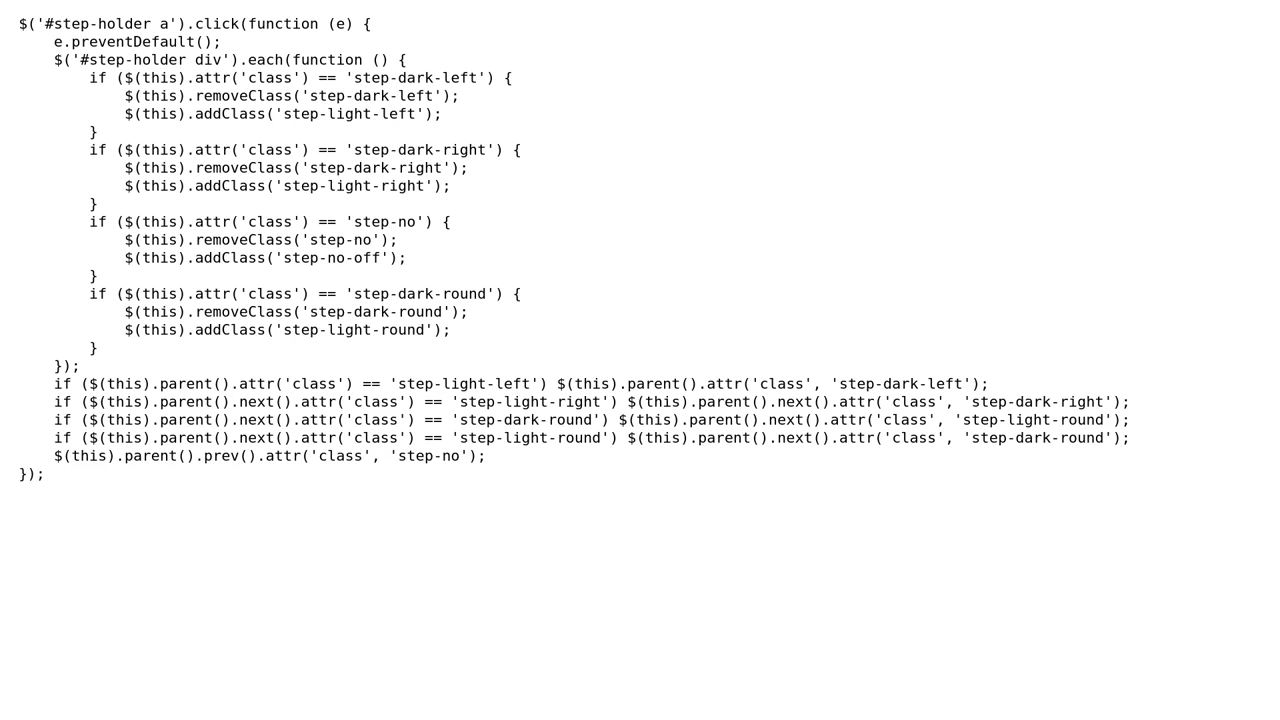 $('#step-holder a').click(function (e) {
    e.preventDefault();
    $('#step-holder div').each(function () {
        if ($(this).attr('class') == 'step-dark-left') {
            $(this).removeClass('step-dark-left');
            $(this).addClass('step-light-left');
        }
        if ($(this).attr('class') == 'step-dark-right') {
            $(this).removeClass('step-dark-right');
            $(this).addClass('step-light-right');
        }
        if ($(this).attr('class') == 'step-no') {
            $(this).removeClass('step-no');
            $(this).addClass('step-no-off');
        }
        if ($(this).attr('class') == 'step-dark-round') {
            $(this).removeClass('step-dark-round');
            $(this).addClass('step-light-round');
        }
    });
    if ($(this).parent().attr('class') == 'step-light-left') $(this).parent().attr('class', 'step-dark-left');
    if ($(this).parent().next().attr('class') == 'step-light-right') $(this).parent().next().attr('class', 'step-dark-right');
    if ($(this).parent().next().attr('class') == 'step-dark-round') $(this).parent().next().attr('class', 'step-light-round');
    if ($(this).parent().next().attr('class') == 'step-light-round') $(this).parent().next().attr('class', 'step-dark-round');
    $(this).parent().prev().attr('class', 'step-no');
});